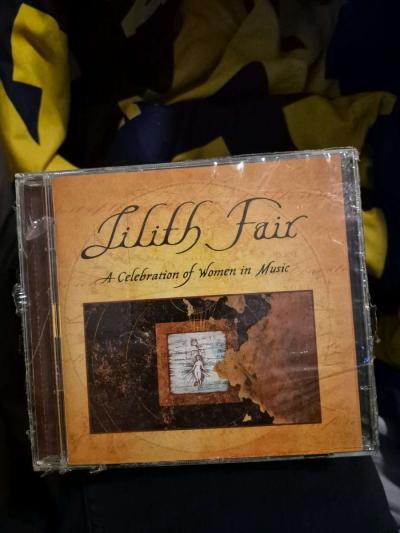 Lilith Fair
A Celebration of Women in Music